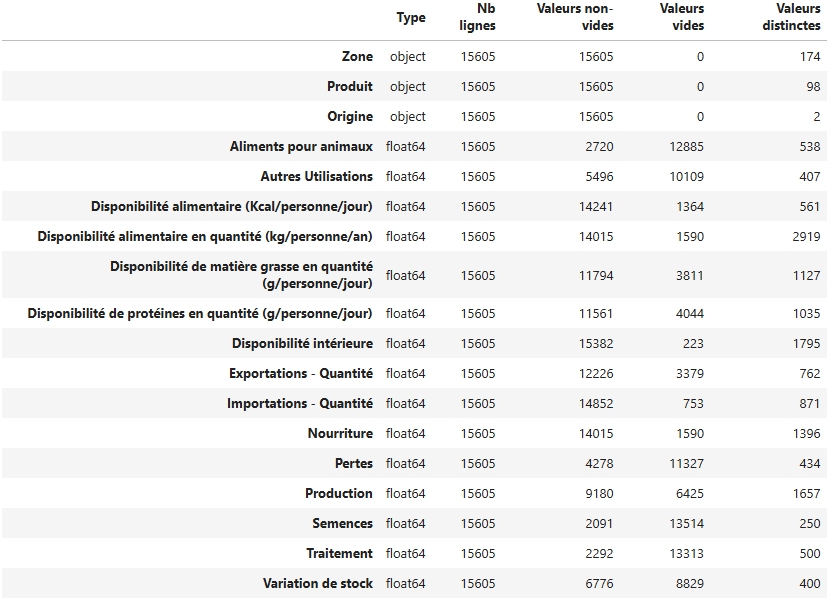 Type Nb lignes Valeurs non-vides Valeurs vides Valeurs distinctes
Zone object 15605 15605 0 174
Produit object 15605 15605 0 98
Origine object 15605 15605 0 2
Aliments pour animaux float64 15605 2720 12885 538
Autres Utilisations float64 15605 5496 10109 407
Disponibilité alimentaire (Kcal/personne/jour) float64 15605 14241 1364 561
Disponibilité alimentaire en quantité (kg/personne/an) float64 15605 14015 1590 2919
Disponibilité de matière grasse en quantité (g/personne/jour) float64 15605 11794 3811 1127
Disponibilité de protéines en quantité (g/personne/jour) float64 15605 11561 4044 1035
Disponibilité intérieure float64 15605 15382 223 1795
Exportations - Quantité float64 15605 12226 3379 762
Importations - Quantité float64 15605 14852 753 871
Nourriture float64 15605 14015 1590 1396
Pertes float64 15605 4278 11327 434
Production float64 15605 9180 6425 1657
Semences float64 15605 2091 13514 250
Traitement float64 15605 2292 13313 500
Variation de stock float64 15605 6776 8829 400